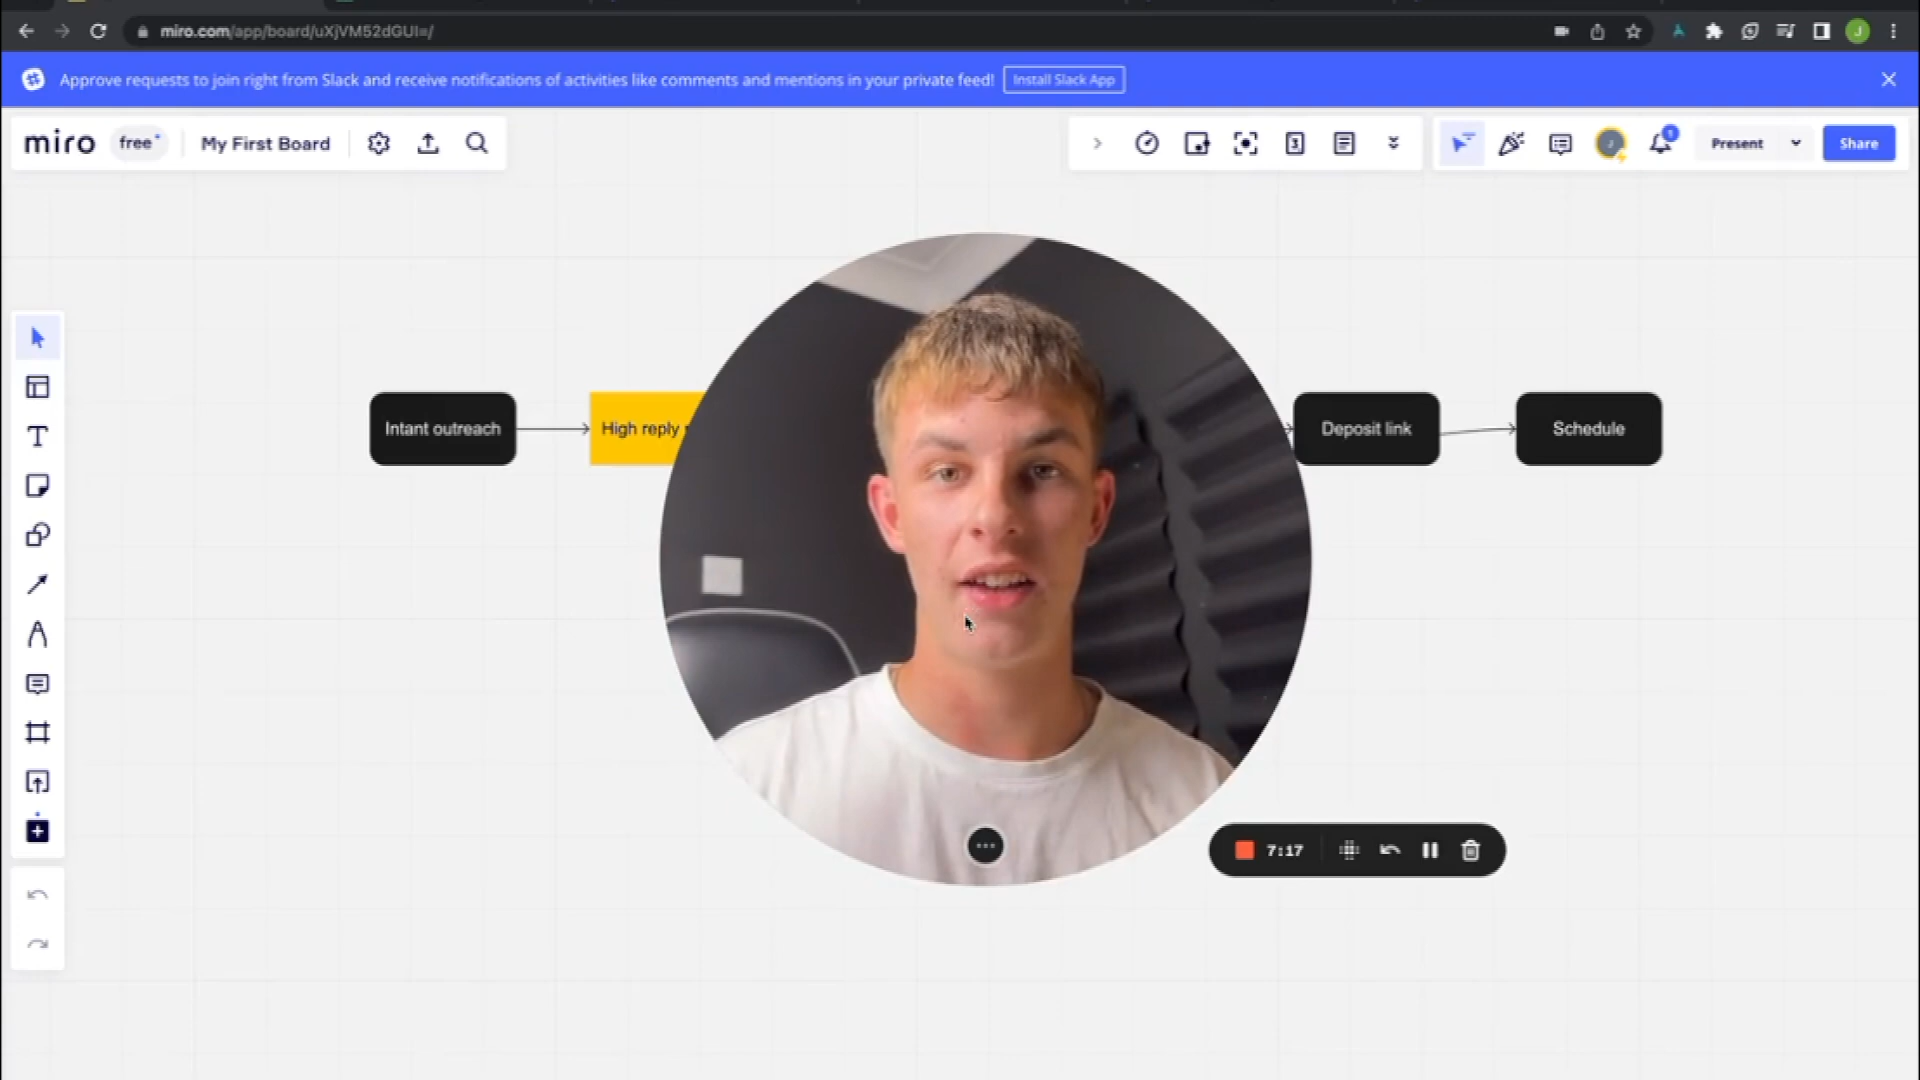 miro.com/app/board/uXjVM52dGUI=/
J
Approve requests to join right from Slack and receive notifications of activities like comments and mentions in your private feed!
Install Slack App
miro
free
My First Board
3
Present
Share
Intant outreach
High reply
Deposit link
Schedule
7:17